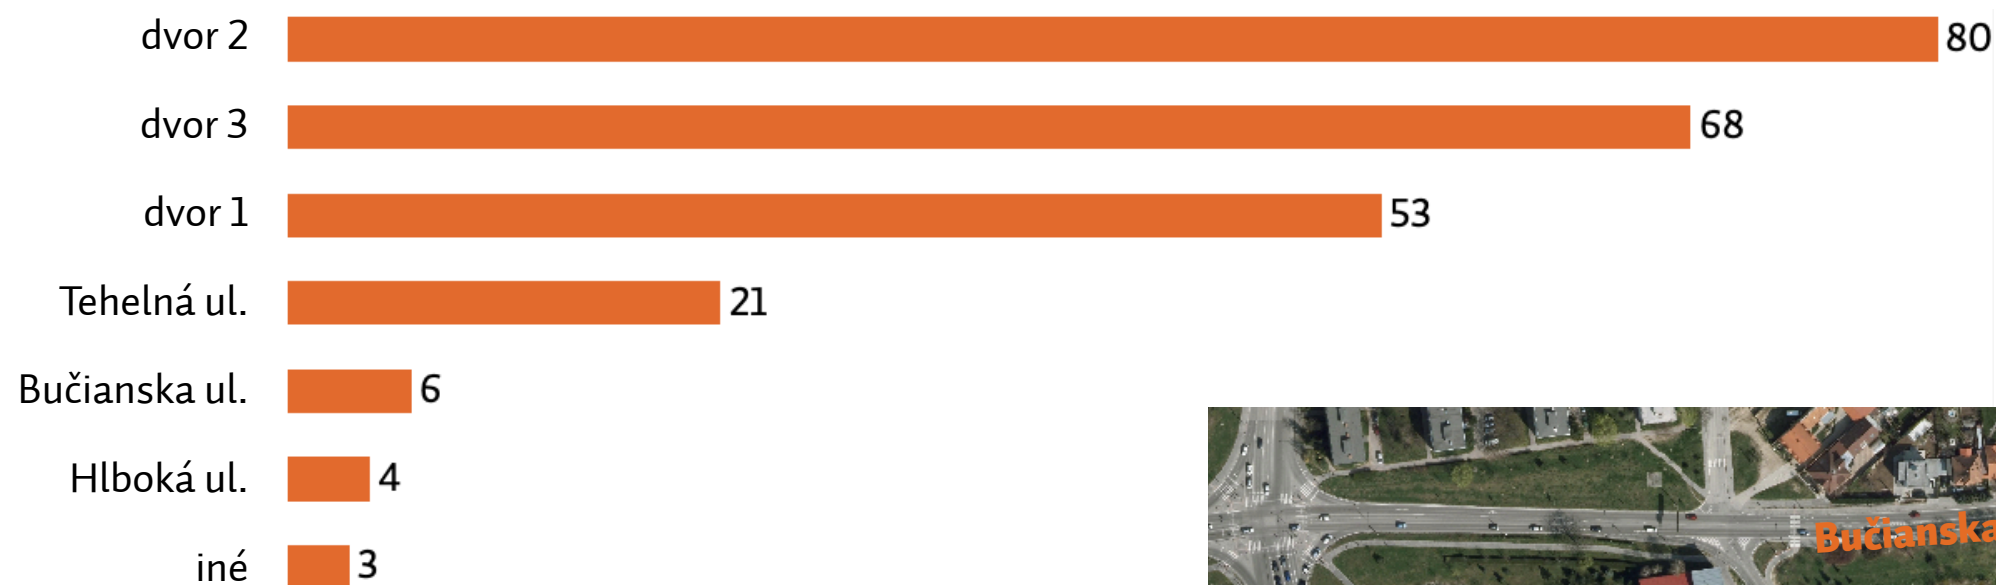 dvor 2 80
dvor 3 68
dvor 1 53
Tehelná ul. 21
Bučianska ul. 6
Hlboká ul. 4
iné 3
Bučianska